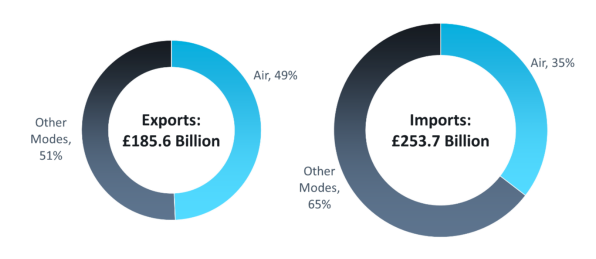 Air, 49%
Other
Modes,
51%
Exports:
£185.6 Billion
Air, 35%
Other
Modes,
65%
Imports:
£253.7 Billion